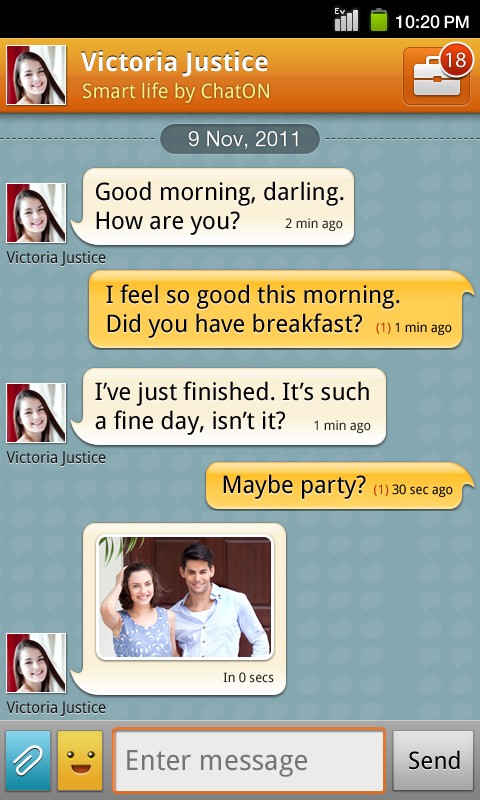 Ev
10:20 PM
Victoria Justice
Smart life by ChatON
18
9 Nov, 2011
Good morning, darling.
How are you? 2 min ago
Victoria Justice
I feel so good this morning.
Did you have breakfast? (1) 1 min ago
I've just finished. It's such
a fine day, isn't it? 1 min ago
Victoria Justice
Maybe party? (1) 30 sec ago
In 0 secs
Victoria Justice
Enter message
Send